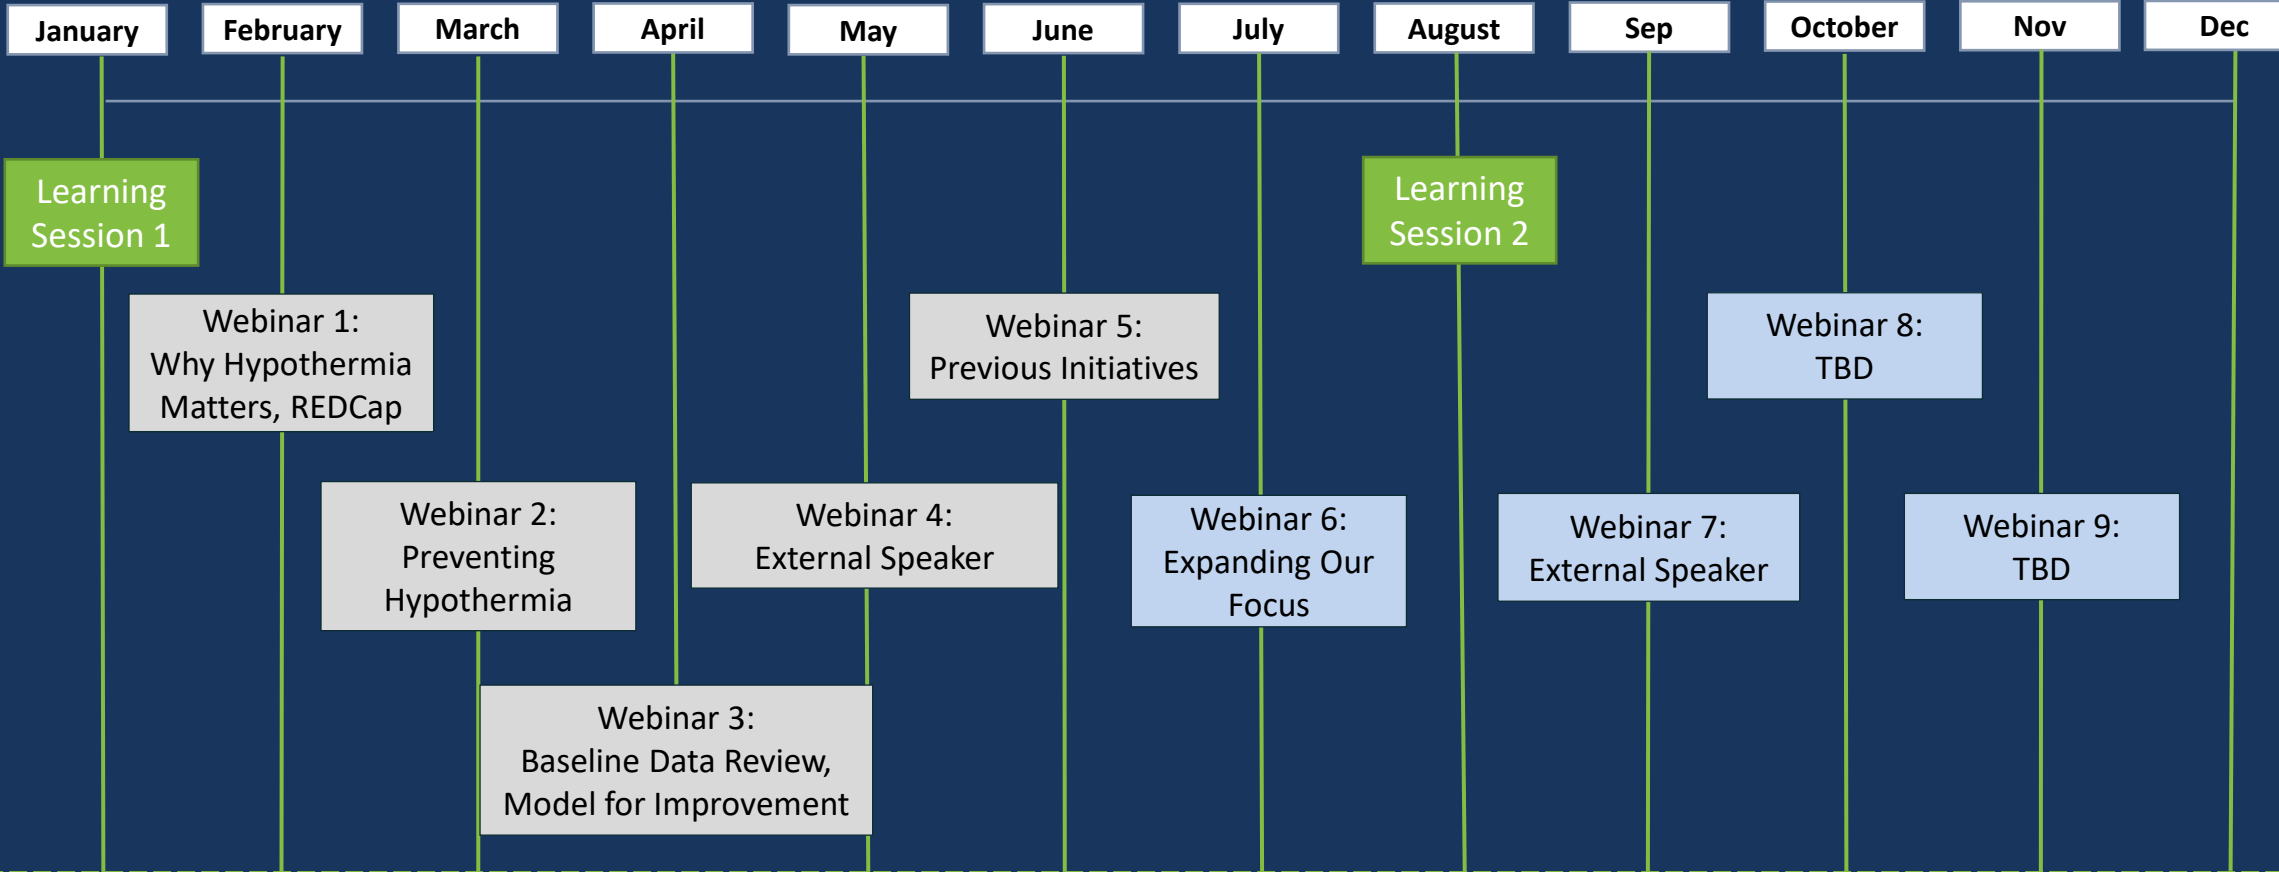 January
February
March
April
May
June
July
August
Sep
October
Nov
Dec
Learning
Session 1
Learning
Session 2
Webinar 1:
Why Hypothermia
Matters, REDCap
Webinar 5:
Previous Initiatives
Webinar 8:
TBD
Webinar 2:
Preventing
Hypothermia
Webinar 4:
External Speaker
Webinar 6:
Expanding Our
Focus
Webinar 7:
External Speaker
Webinar 9:
TBD
Webinar 3:
Baseline Data Review,
Model for Improvement